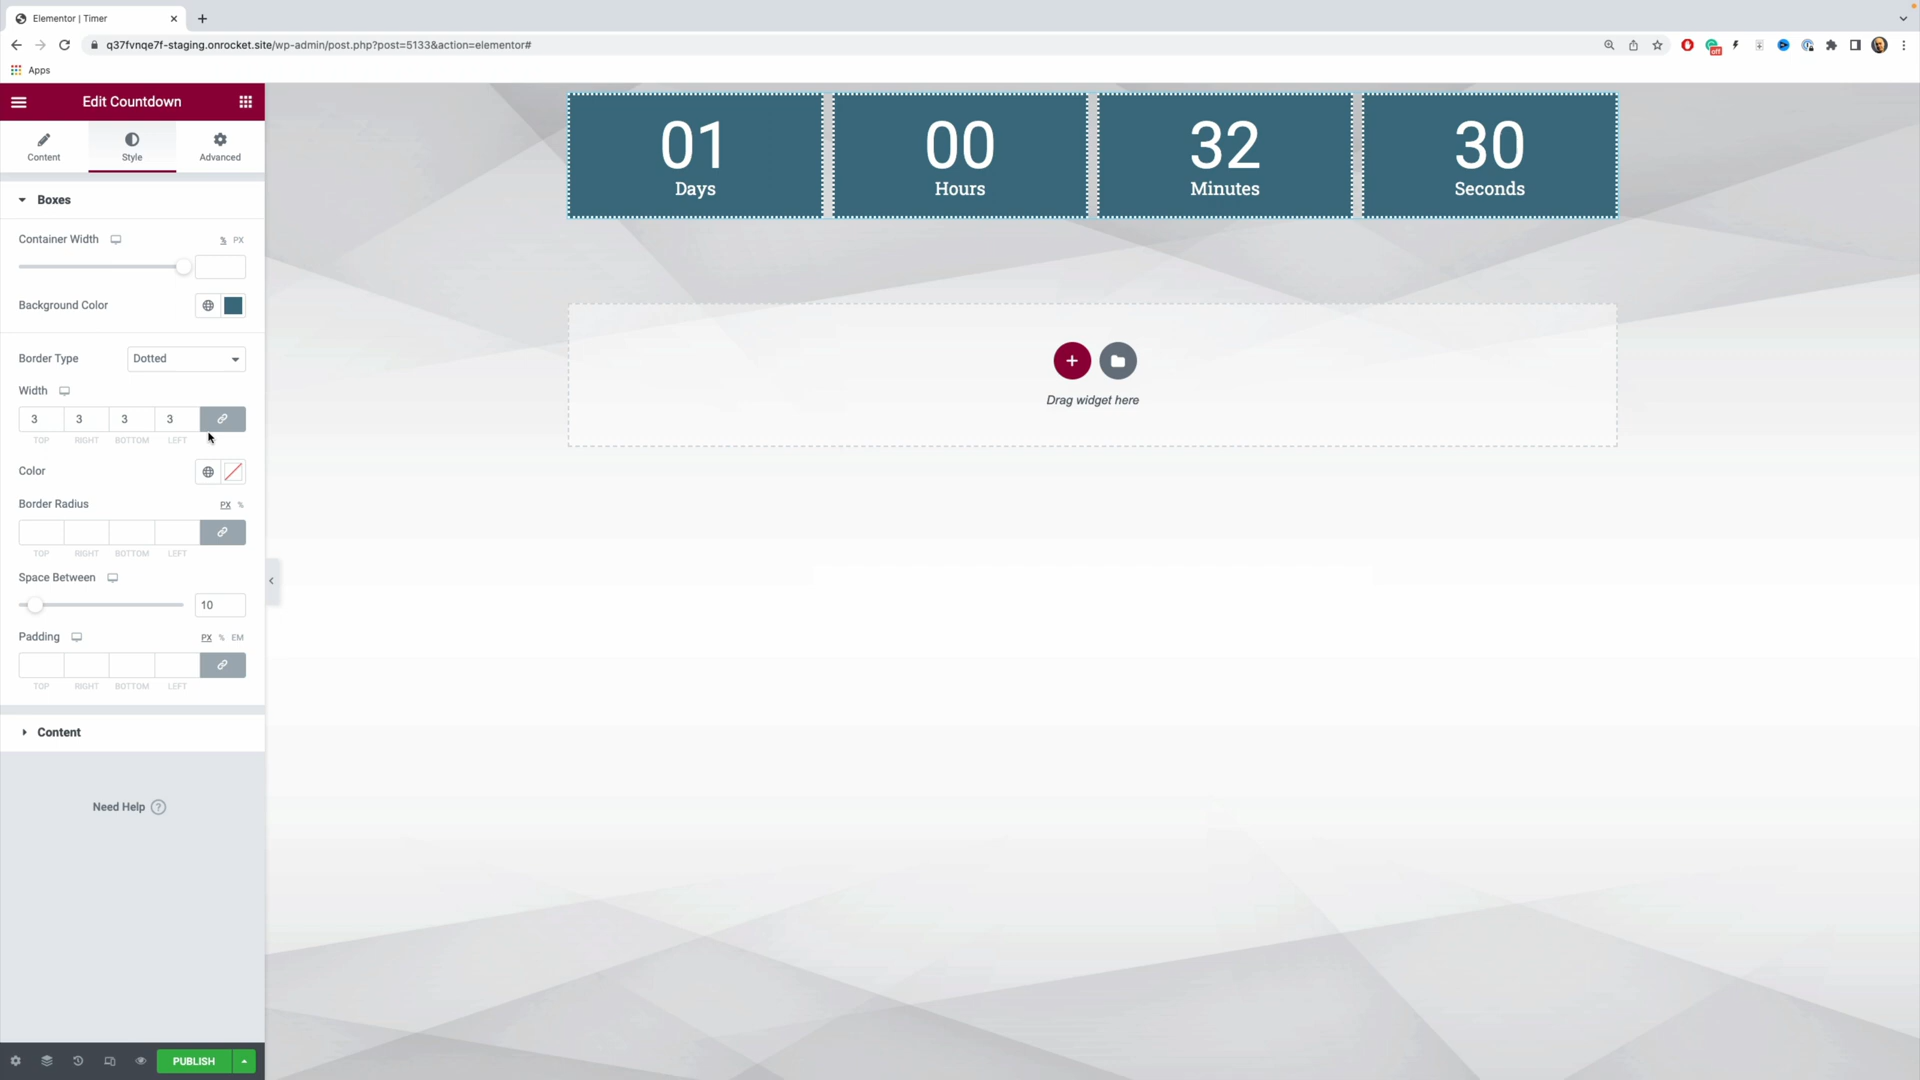 Elementor | Timer
q37fvnqe7f-staging.onrocket.site/wp-admin/post.php?post=5133&action=elementor#
off
Apps
Edit Countdown
Content
Style
Advanced
Boxes
Container Width
% PX
Background Color
Border Type
Dotted
Width
3 3 3 3
TOP RIGHT BOTTOM LEFT
Color
Border Radius
PX %
TOP RIGHT BOTTOM LEFT
Space Between
10
Padding
PX % EM
TOP RIGHT BOTTOM LEFT
Content
Need Help ?
PUBLISH
01 00 32 30
Days Hours Minutes Seconds
Drag widget here